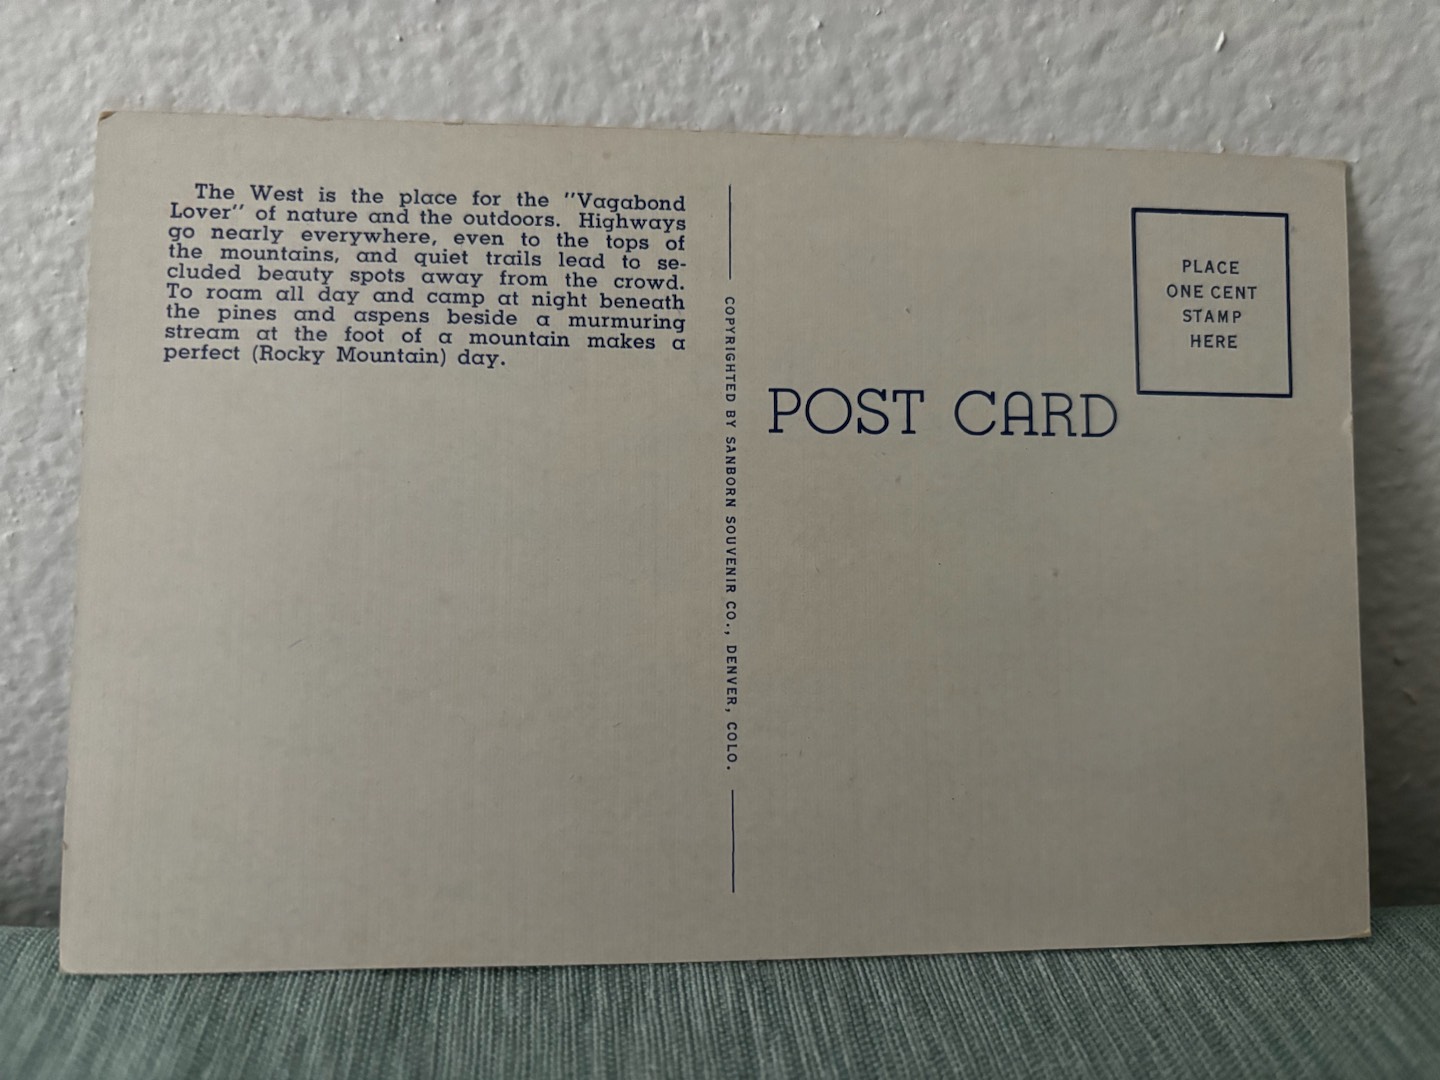 The West is the place for the "Vagabond
Lover" of nature and the outdoors. Highways
go nearly everywhere, even to the tops of
the mountains, and quiet trails lead to se-
cluded beauty spots away from the crowd.
To roam all day and camp at night beneath
the pines and aspens beside a murmuring
stream at the foot of a mountain makes a
perfect (Rocky Mountain) day.
COPYRIGHTED BY SANBORN SOUVENIR CO., DENVER, COLO.
POST CARD
PLACE
ONE CENT
STAMP
HERE